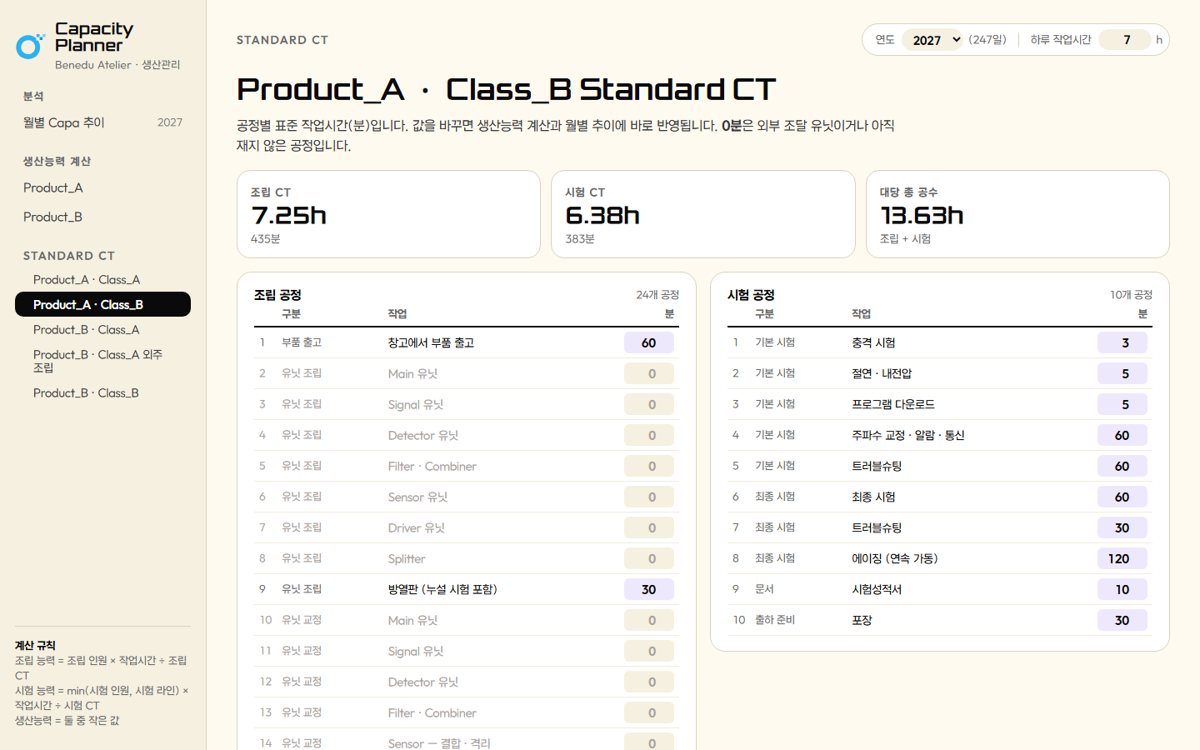 Capacity
Planner
Benedu Atelier · 생산관리
분석
월별 Capa 추이 2027
생산능력 계산
Product_A
Product_B
STANDARD CT
Product_A · Class_A
Product_A · Class_B
Product_B · Class_A
Product_B · Class_A 외주
조립
Product_B · Class_B
계산 규칙
조립 능력 = 조립 인원 × 작업시간 ÷ 조립
CT
시험 능력 = min(시험 인원, 시험 라인) ×
작업시간 ÷ 시험 CT
생산능력 = 둘 중 작은 값
STANDARD CT
연도 2027 (247일) 하루 작업시간 7 h
Product_A · Class_B Standard CT
공정별 표준 작업시간(분)입니다. 값을 바꾸면 생산능력 계산과 월별 추이에 바로 반영됩니다. 0분은 외부 조달 유닛이거나 아직
재지 않은 공정입니다.
조립 CT
7.25h
435분
시험 CT
6.38h
383분
대당 총 공수
13.63h
조립 + 시험
조립 공정 24개 공정
구분 작업 분
1 부품 출고 창고에서 부품 출고 60
2 유닛 조립 Main 유닛 0
3 유닛 조립 Signal 유닛 0
4 유닛 조립 Detector 유닛 0
5 유닛 조립 Filter · Combiner 0
6 유닛 조립 Sensor 유닛 0
7 유닛 조립 Driver 유닛 0
8 유닛 조립 Splitter 0
9 유닛 조립 방열판 (누설 시험 포함) 30
10 유닛 교정 Main 유닛 0
11 유닛 교정 Signal 유닛 0
12 유닛 교정 Detector 유닛 0
13 유닛 교정 Filter · Combiner 0
14 유닛 교정 Sensor — 결합 · 격리 0
시험 공정 10개 공정
구분 작업 분
1 기본 시험 충격 시험 3
2 기본 시험 절연 · 내전압 5
3 기본 시험 프로그램 다운로드 5
4 기본 시험 주파수 교정 · 알람 · 통신 60
5 기본 시험 트러블슈팅 60
6 최종 시험 최종 시험 60
7 최종 시험 트러블슈팅 30
8 최종 시험 에이징 (연속 가동) 120
9 문서 시험성적서 10
10 출하 준비 포장 30